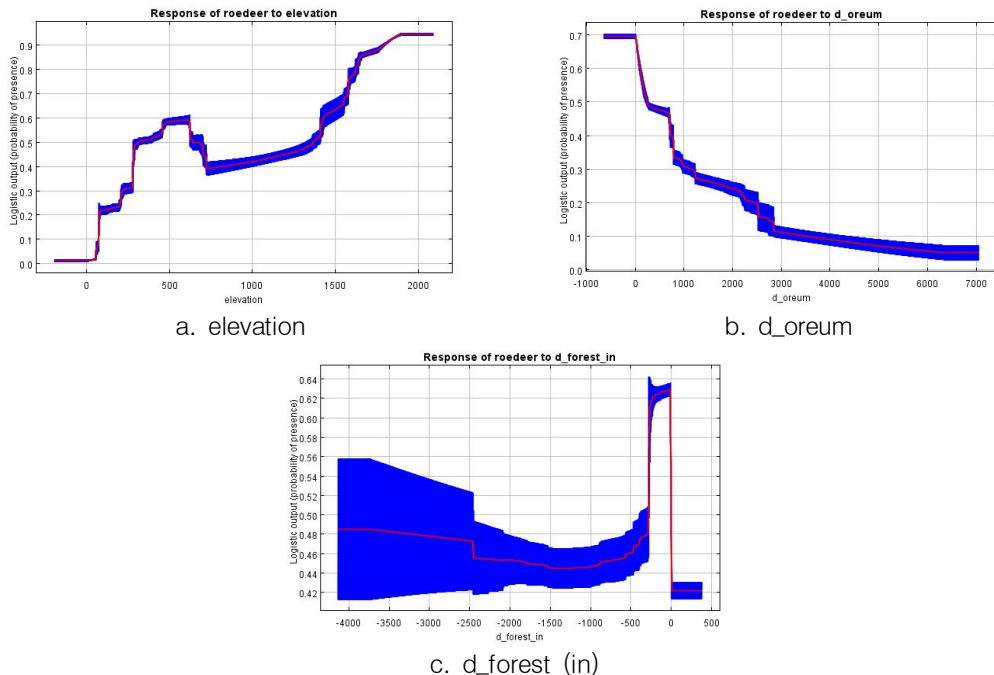 Response of roedeer to elevation
Logistic output (probability of presence)
0.9
0.8
0.7
0.6
0.5
0.4
0.3
0.2
0.1
0.0
0 500 1000 1500 2000
elevation
a. elevation
Response of roedeer to d_oreum
Logistic output (probability of presence)
0.7
0.6
0.5
0.4
0.3
0.2
0.1
0.0
-1000 0 1000 2000 3000 4000 5000 6000 7000
d_oreum
b. d_oreum
Response of roedeer to d_forest_in
Logistic output (probability of presence)
0.64
0.62
0.60
0.58
0.56
0.54
0.52
0.50
0.48
0.46
0.44
0.42
-4000 -3500 -3000 -2500 -2000 -1500 -1000 -500 0 500
d_forest_in
c. d_forest (in)